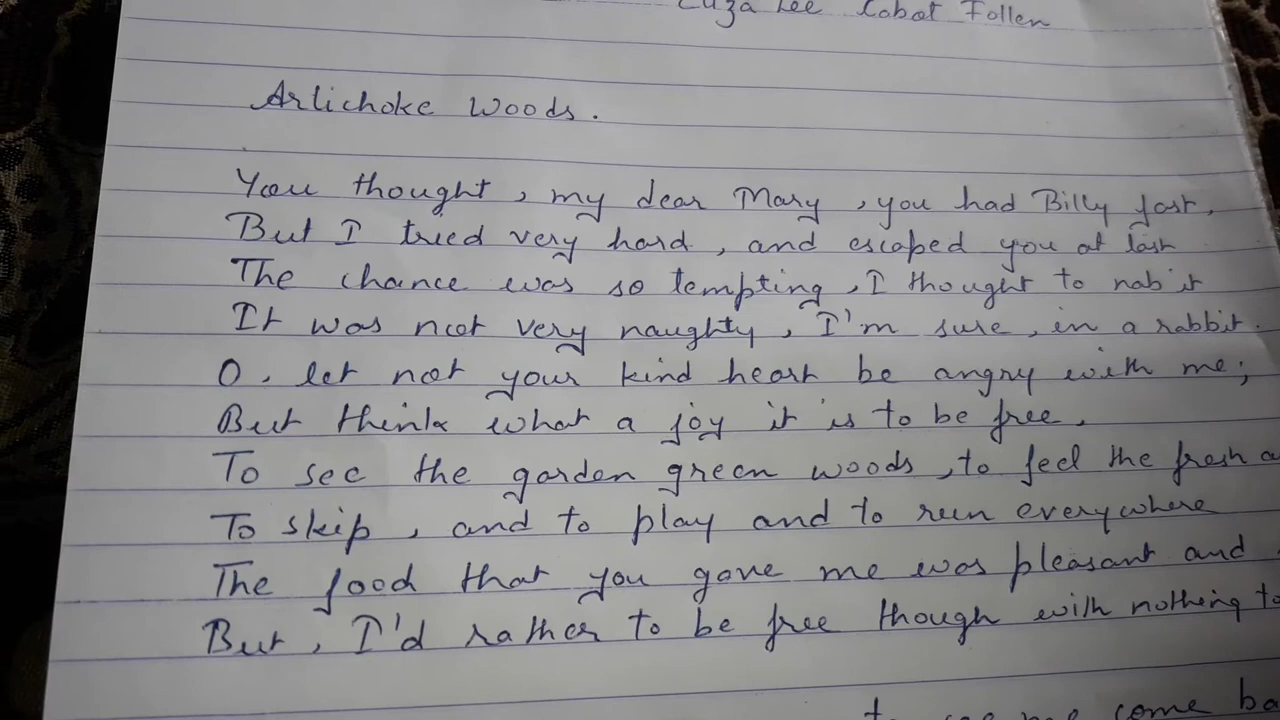 Eliza Lee Cabot Follen
Artichoke Woods.
You thought, my dear Mary, you had Billy fast,
But I tried very hard, and escaped you at last
The chance was so tempting, I thought to nab it
It was not very naughty, I'm sure, in a rabbit.
O, let not your kind heart be angry with me;
But think what a joy it is to be free,
To see the garden green woods, to feel the fresh
To skip, and to play and to run everywhere
The food that you gave me was pleasant and
But, I'd rather to be free though with nothing to
me come